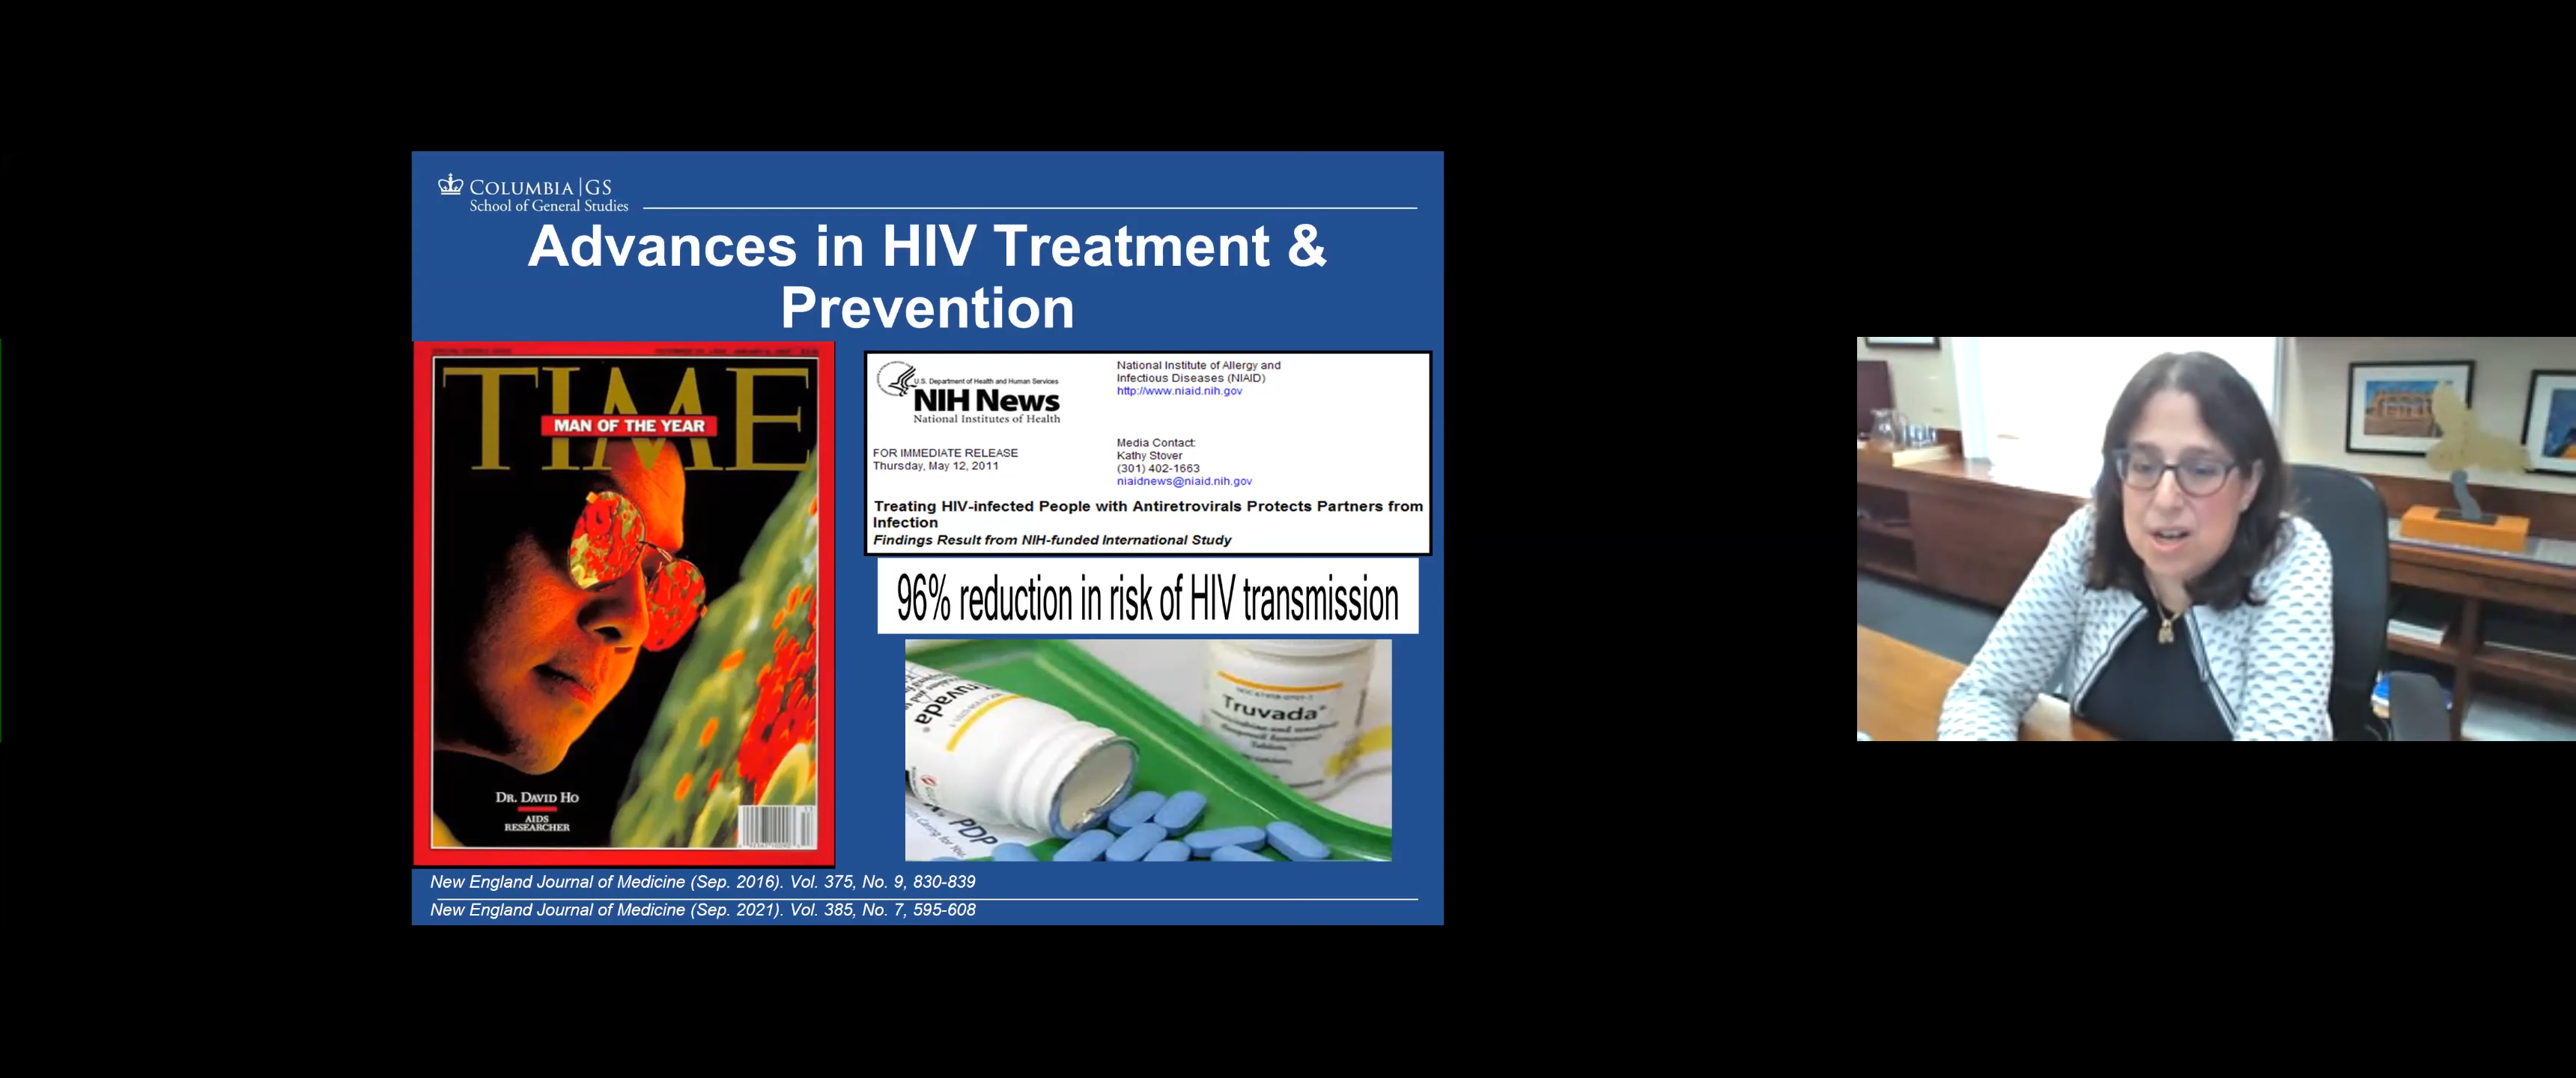 COLUMBIA|GS
School of General Studies
Advances in HIV Treatment &
Prevention
TIME
MAN OF THE YEAR
DR. DAVID HO
AIDS
RESEARCHER
U.S. Department of Health and Human Services
NIH News
National Institutes of Health
National Institute of Allergy and
Infectious Diseases (NIAID)
http://www.niaid.nih.gov
FOR IMMEDIATE RELEASE
Thursday, May 12, 2011
Media Contact:
Kathy Stover
(301) 402-1663
niaidnews@niaid.nih.gov
Treating HIV-infected People with Antiretrovirals Protects Partners from
Infection
Findings Result from NIH-funded International Study
96% reduction in risk of HIV transmission
Truvada®
Truvada®
PDP
New England Journal of Medicine (Sep. 2016). Vol. 375, No. 9, 830-839
New England Journal of Medicine (Sep. 2021). Vol. 385, No. 7, 595-608